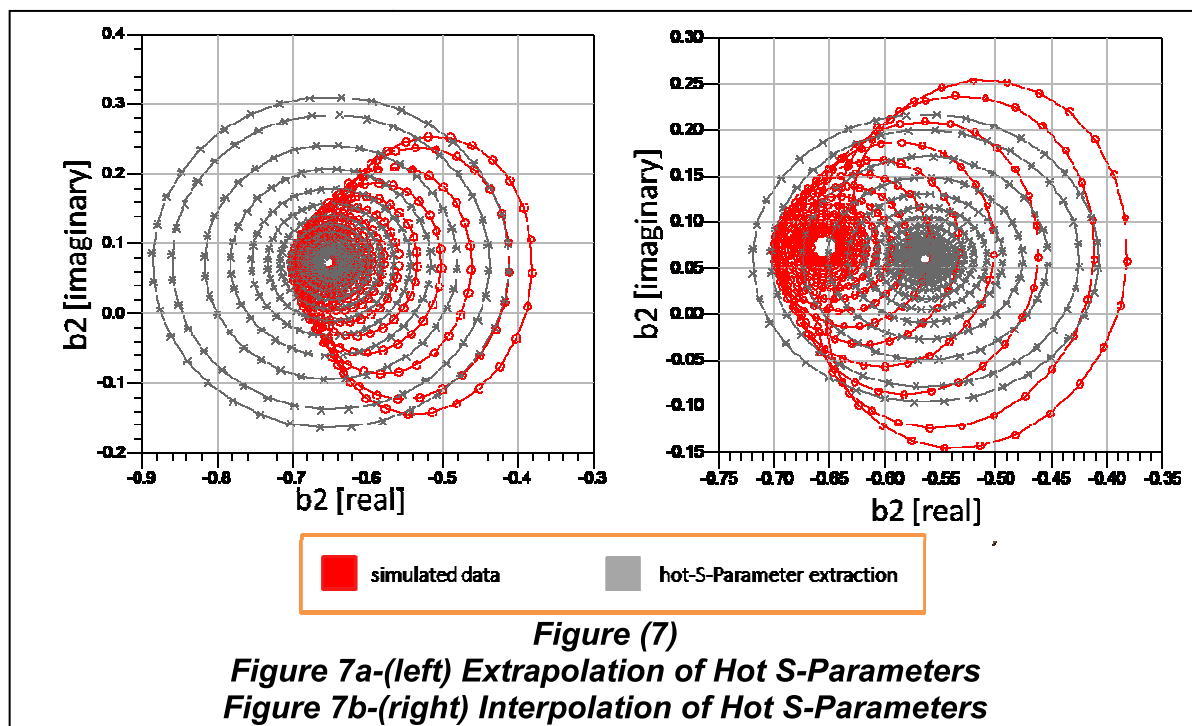 0.4
0.3
0.2
0.1
0.0
-0.1
-0.2
b2 [imaginary]
-0.9 -0.8 -0.7 -0.6 -0.5 -0.4 -0.3
b2 [real]
0.30
0.25
0.20
0.15
0.10
0.05
0.00
-0.05
-0.10
-0.15
b2 [imaginary]
-0.75 -0.70 -0.65 -0.60 -0.55 -0.50 -0.45 -0.40 -0.35
b2 [real]
simulated data
hot-S-Parameter extraction
Figure (7)
Figure 7a-(left) Extrapolation of Hot S-Parameters
Figure 7b-(right) Interpolation of Hot S-Parameters